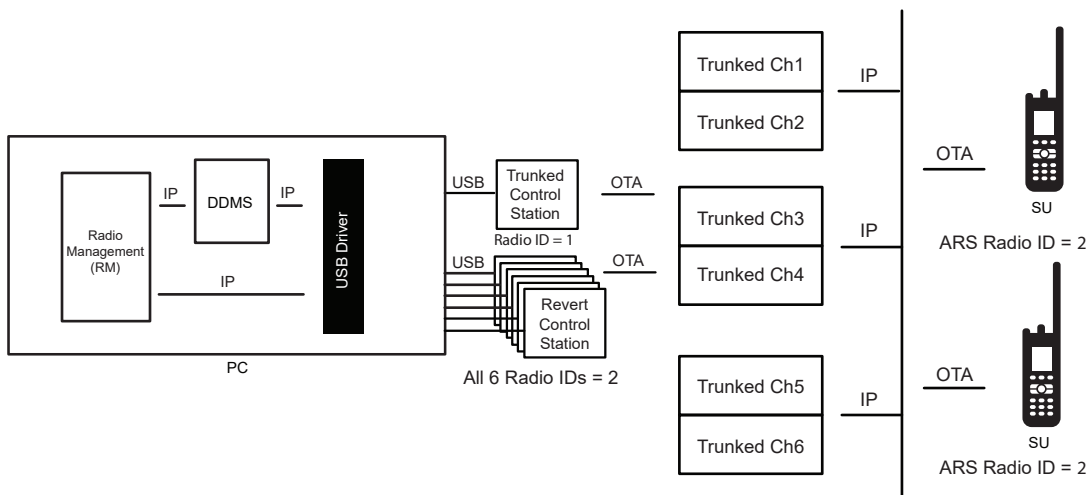 Radio
Management
(RM)
IP
DDMS
IP
IP
USB Driver
PC
USB
Trunked
Control
Station
Radio ID = 1
USB
Revert
Control
Station
All 6 Radio IDs = 2
OTA
OTA
Trunked Ch1
Trunked Ch2
IP
Trunked Ch3
Trunked Ch4
IP
Trunked Ch5
Trunked Ch6
IP
OTA
SU
ARS Radio ID = 2
OTA
SU
ARS Radio ID = 2